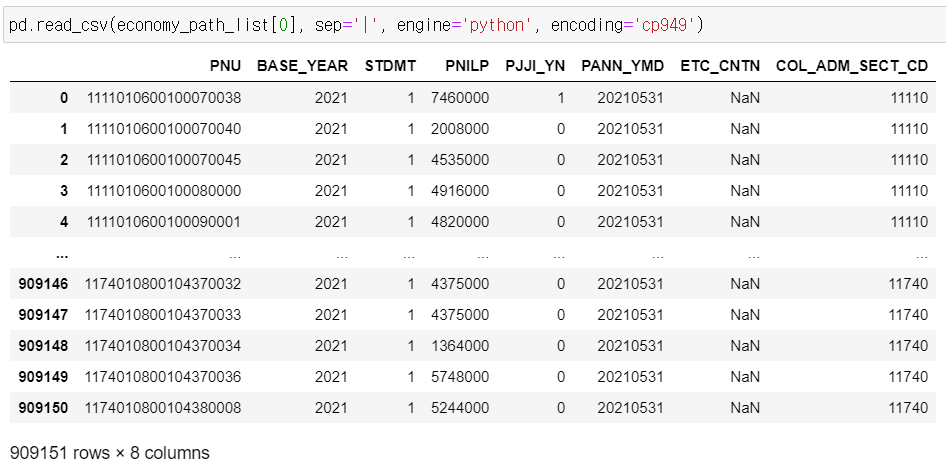 pd.read_csv(economy_path_list[0], sep='|', engine='python', encoding='cp949')
PNU BASE_YEAR STDMT PNILP PJJI_YN PANN_YMD ETC_CNTN COL_ADM_SECT_CD
0 1111010600100070038 2021 1 7460000 1 20210531 NaN 11110
1 1111010600100070040 2021 1 2008000 0 20210531 NaN 11110
2 1111010600100070045 2021 1 4535000 0 20210531 NaN 11110
3 1111010600100080000 2021 1 4916000 0 20210531 NaN 11110
4 1111010600100090001 2021 1 4820000 0 20210531 NaN 11110
... ... ... ... ... ... ... ... ...
909146 1174010800104370032 2021 1 4375000 0 20210531 NaN 11740
909147 1174010800104370033 2021 1 4375000 0 20210531 NaN 11740
909148 1174010800104370034 2021 1 1364000 0 20210531 NaN 11740
909149 1174010800104370036 2021 1 5748000 0 20210531 NaN 11740
909150 1174010800104380008 2021 1 5244000 0 20210531 NaN 11740
909151 rows × 8 columns